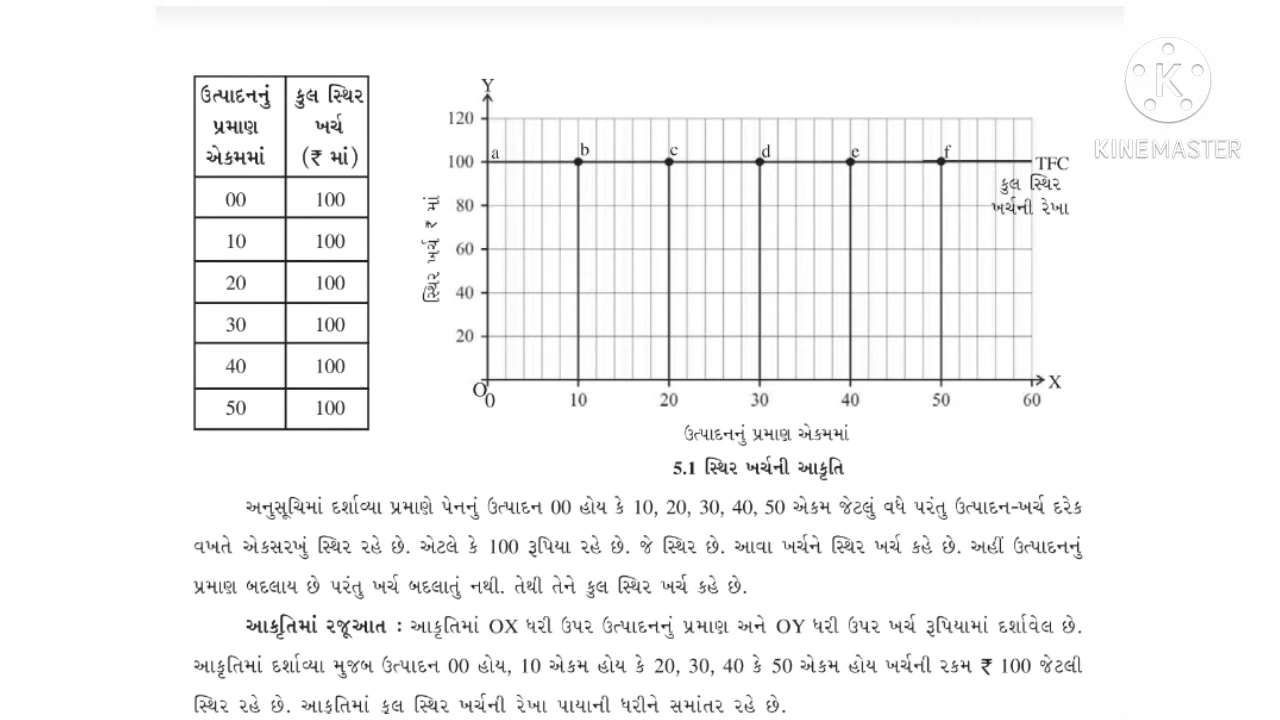 ઉત્પાદનનું કુલ સ્થિર
પ્રમાણ ખર્ચ
એકમમાં (₹ માં)
00 100
10 100
20 100
30 100
40 100
50 100
Y
120
100
80
60
40
20
O
0 10 20 30 40 50 60
X
a b c d e f
TFC
કુલ સ્થિર
ખર્ચની રેખા
સ્થિર ખર્ચ ₹ માં
ઉત્પાદનનું પ્રમાણ એકમમાં
5.1 સ્થિર ખર્ચની આકૃતિ
અનુસૂચિમાં દર્શાવ્યા પ્રમાણે પેનનું ઉત્પાદન 00 હોય કે 10, 20, 30, 40, 50 એકમ જેટલું વધે પરંતુ ઉત્પાદન-ખર્ચ દરેક
વખતે એકસરખું સ્થિર રહે છે. એટલે કે 100 રૂપિયા રહે છે. જે સ્થિર છે. આવા ખર્ચને સ્થિર ખર્ચ કહે છે. અહીં ઉત્પાદનનું
પ્રમાણ બદલાય છે પરંતુ ખર્ચ બદલાતું નથી. તેથી તેને કુલ સ્થિર ખર્ચ કહે છે.
આકૃતિમાં રજૂઆત : આકૃતિમાં OX ધરી ઉપર ઉત્પાદનનું પ્રમાણ અને OY ધરી ઉપર ખર્ચ રૂપિયામાં દર્શાવેલ છે.
આકૃતિમાં દર્શાવ્યા મુજબ ઉત્પાદન 00 હોય, 10 એકમ હોય કે 20, 30, 40 કે 50 એકમ હોય ખર્ચની રકમ ₹ 100 જેટલી
સ્થિર રહે છે. આકૃતિમાં કુલ સ્થિર ખર્ચની રેખા પાયાની ધરીને સમાંતર રહે છે.
K
KINEMASTER